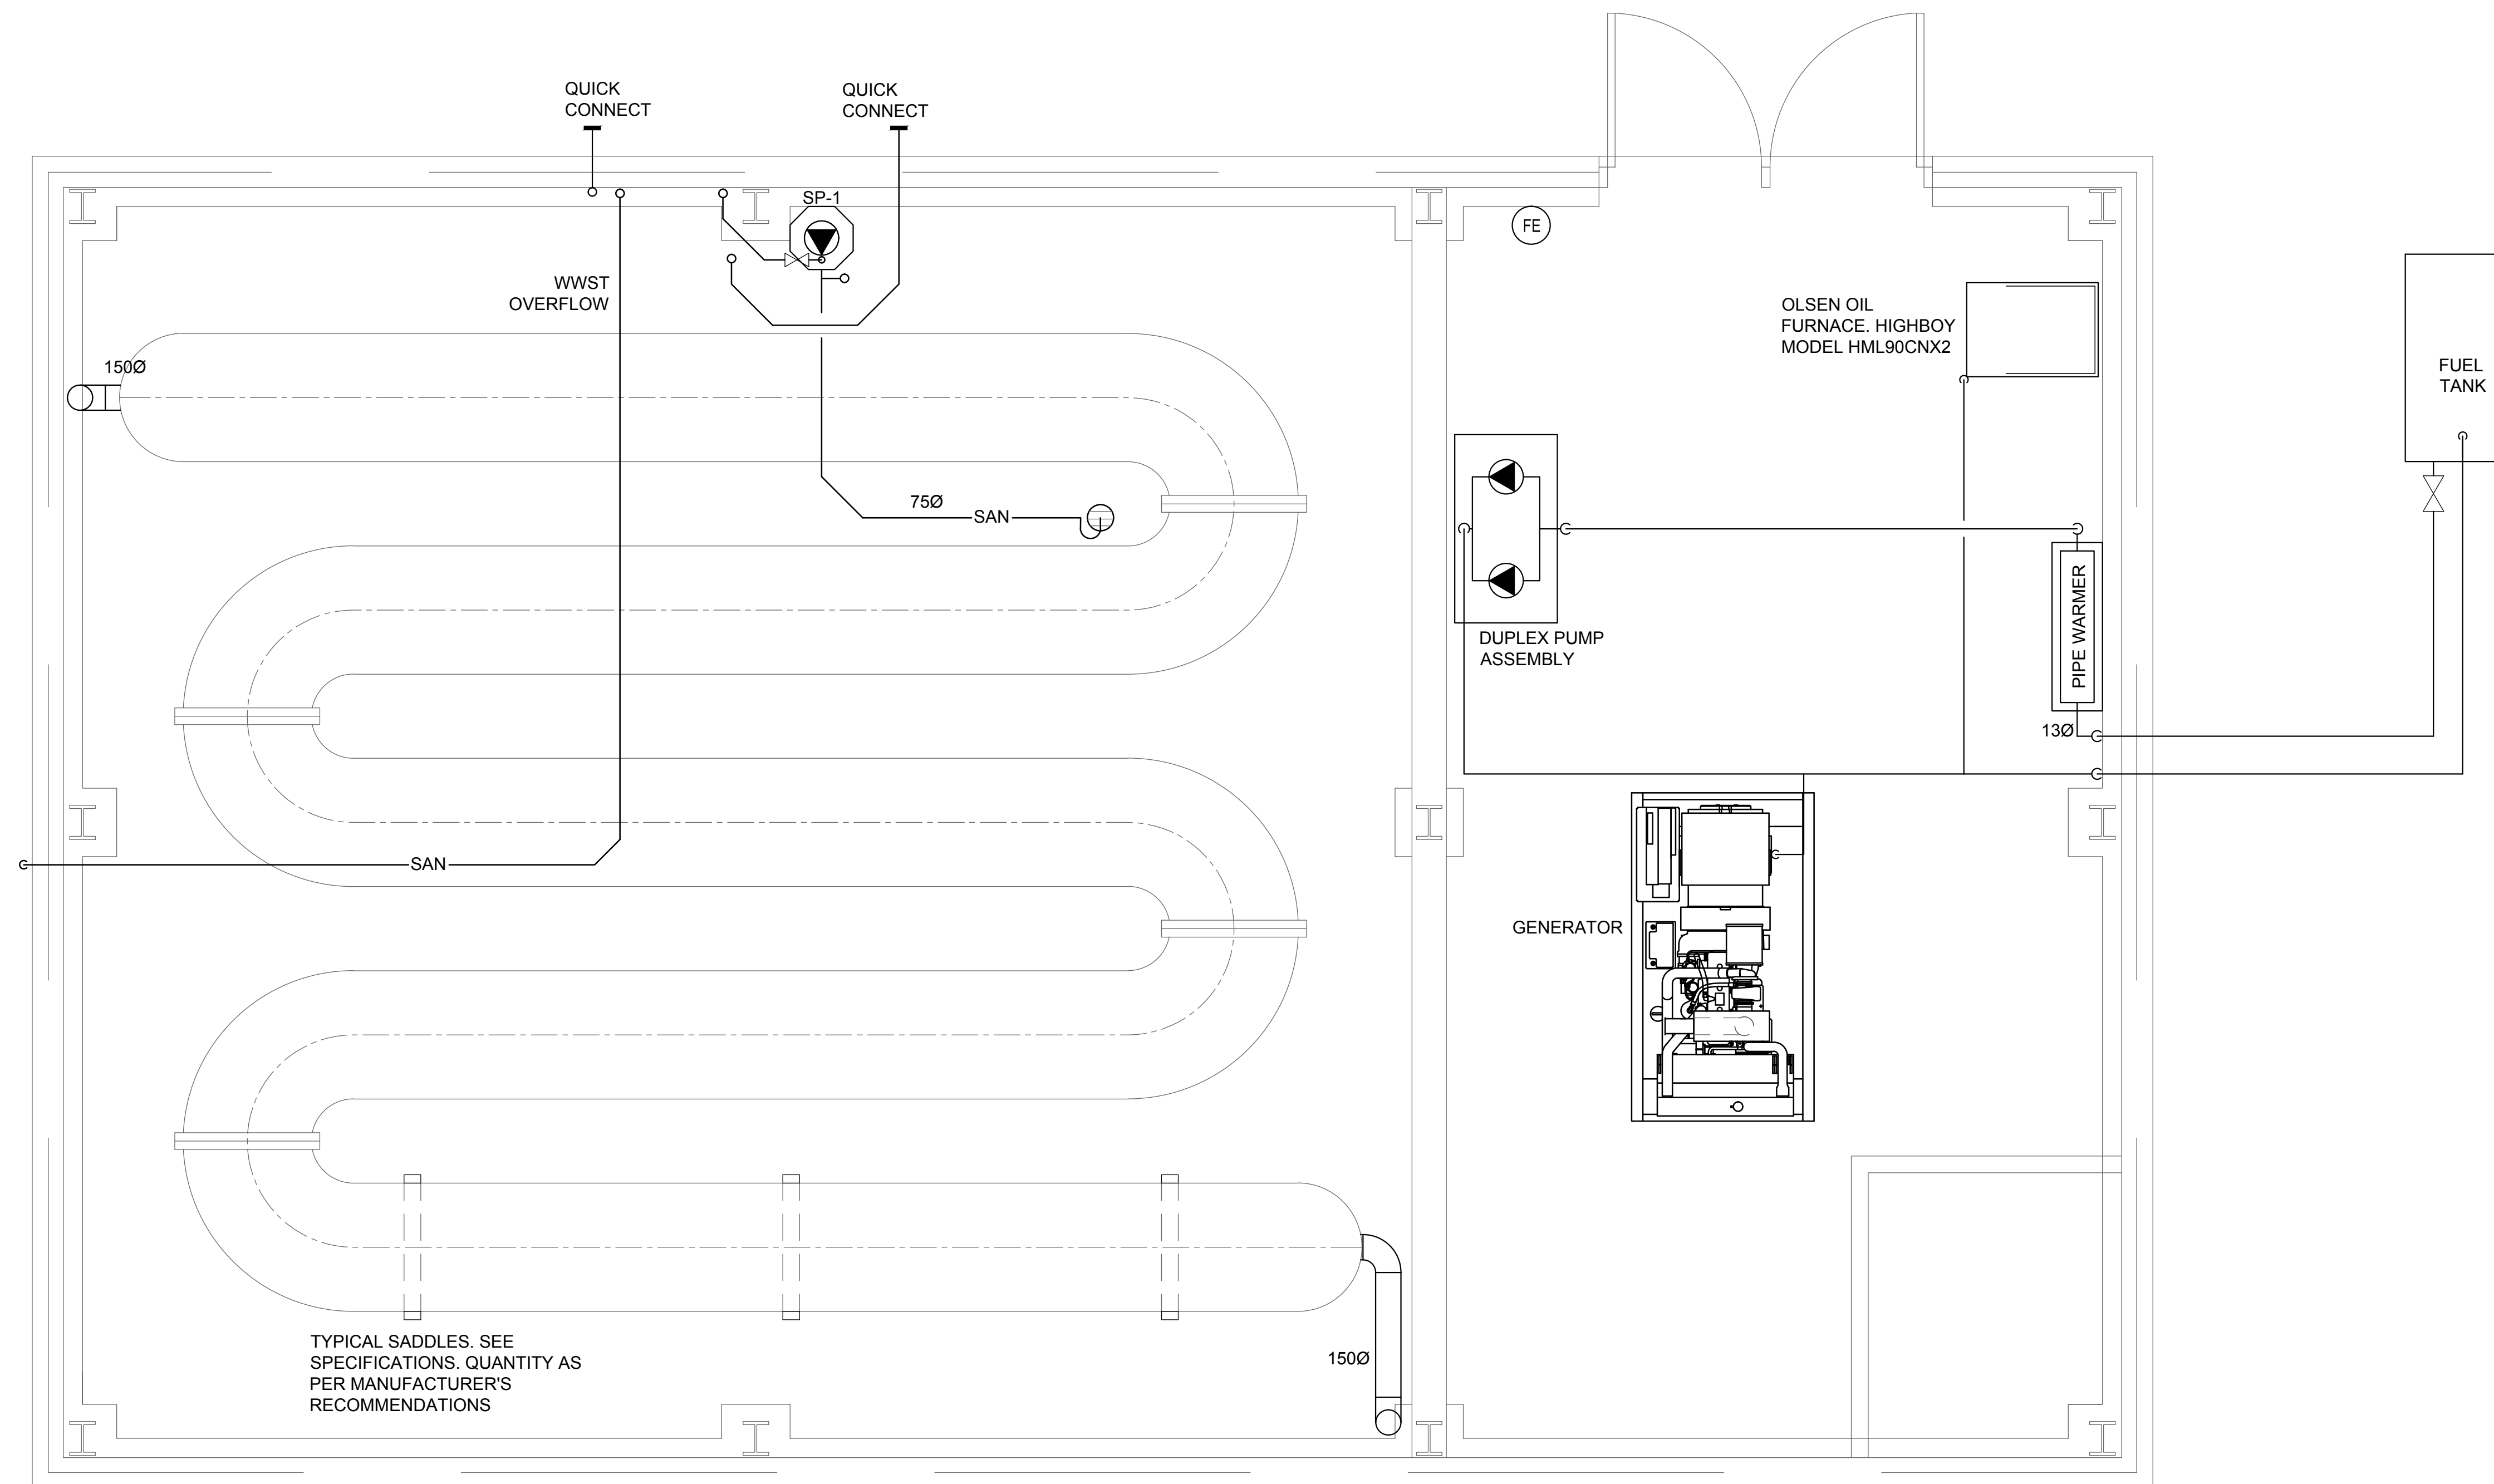 QUICK
CONNECT
QUICK
CONNECT
SP-1
FE
WWST
OVERFLOW
OLSEN OIL
FURNACE. HIGHBOY
MODEL HML90CNX2
150Ø
FUEL
TANK
75Ø
SAN
DUPLEX PUMP
ASSEMBLY
PIPE WARMER
13Ø
SAN
GENERATOR
TYPICAL SADDLES. SEE
SPECIFICATIONS. QUANTITY AS
PER MANUFACTURER'S
RECOMMENDATIONS
150Ø